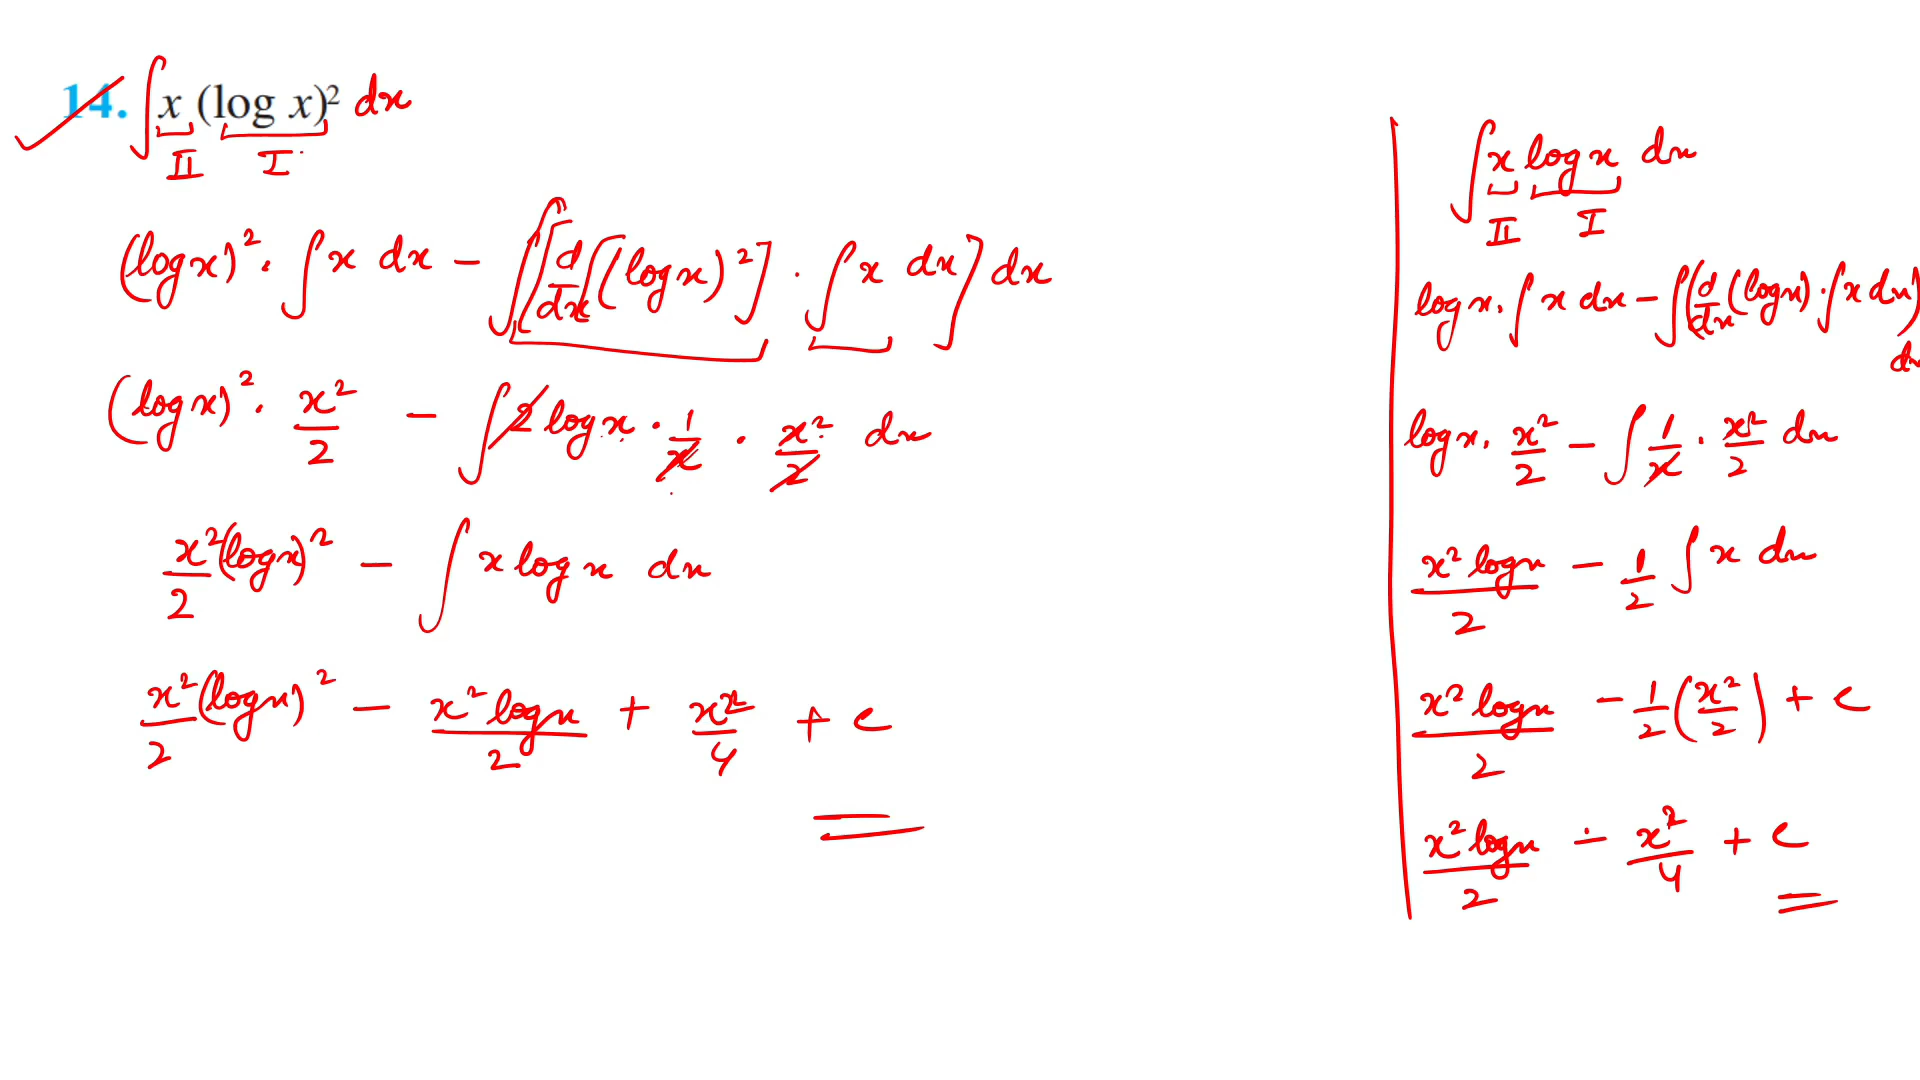 14. ∫ x (log x)² dx
II I
(log x)² . ∫ x dx - ∫[[d/dx (log x)²] . ∫ x dx] dx
(log x)² . x²/2 - ∫ 2 log x . 1/x . x²/2 dx
x²/2 (log x)² - ∫ x log x dx
x²/2 (log x)² - x² log x/2 + x²/4 + c
∫ x log x dx
II I
log x . ∫ x dx - ∫(d/dx (log x) . ∫ x dx)
dx
log x . x²/2 - ∫ 1/x . x²/2 dx
x² log x/2 - 1/2 ∫ x dx
x² log x/2 - 1/2 (x²/2) + c
x² log x/2 - x²/4 + c